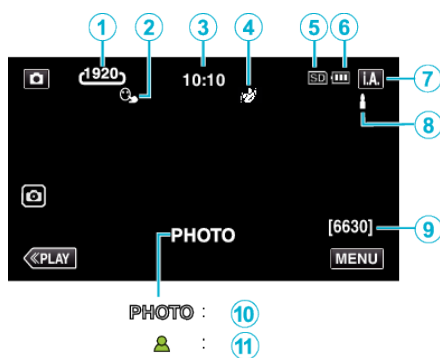 1 2 3 4 5 6
1920 10:10 SD i.A. 7
8
[6630] 9
PHOTO
≪PLAY MENU
PHOTO : 10
: 11